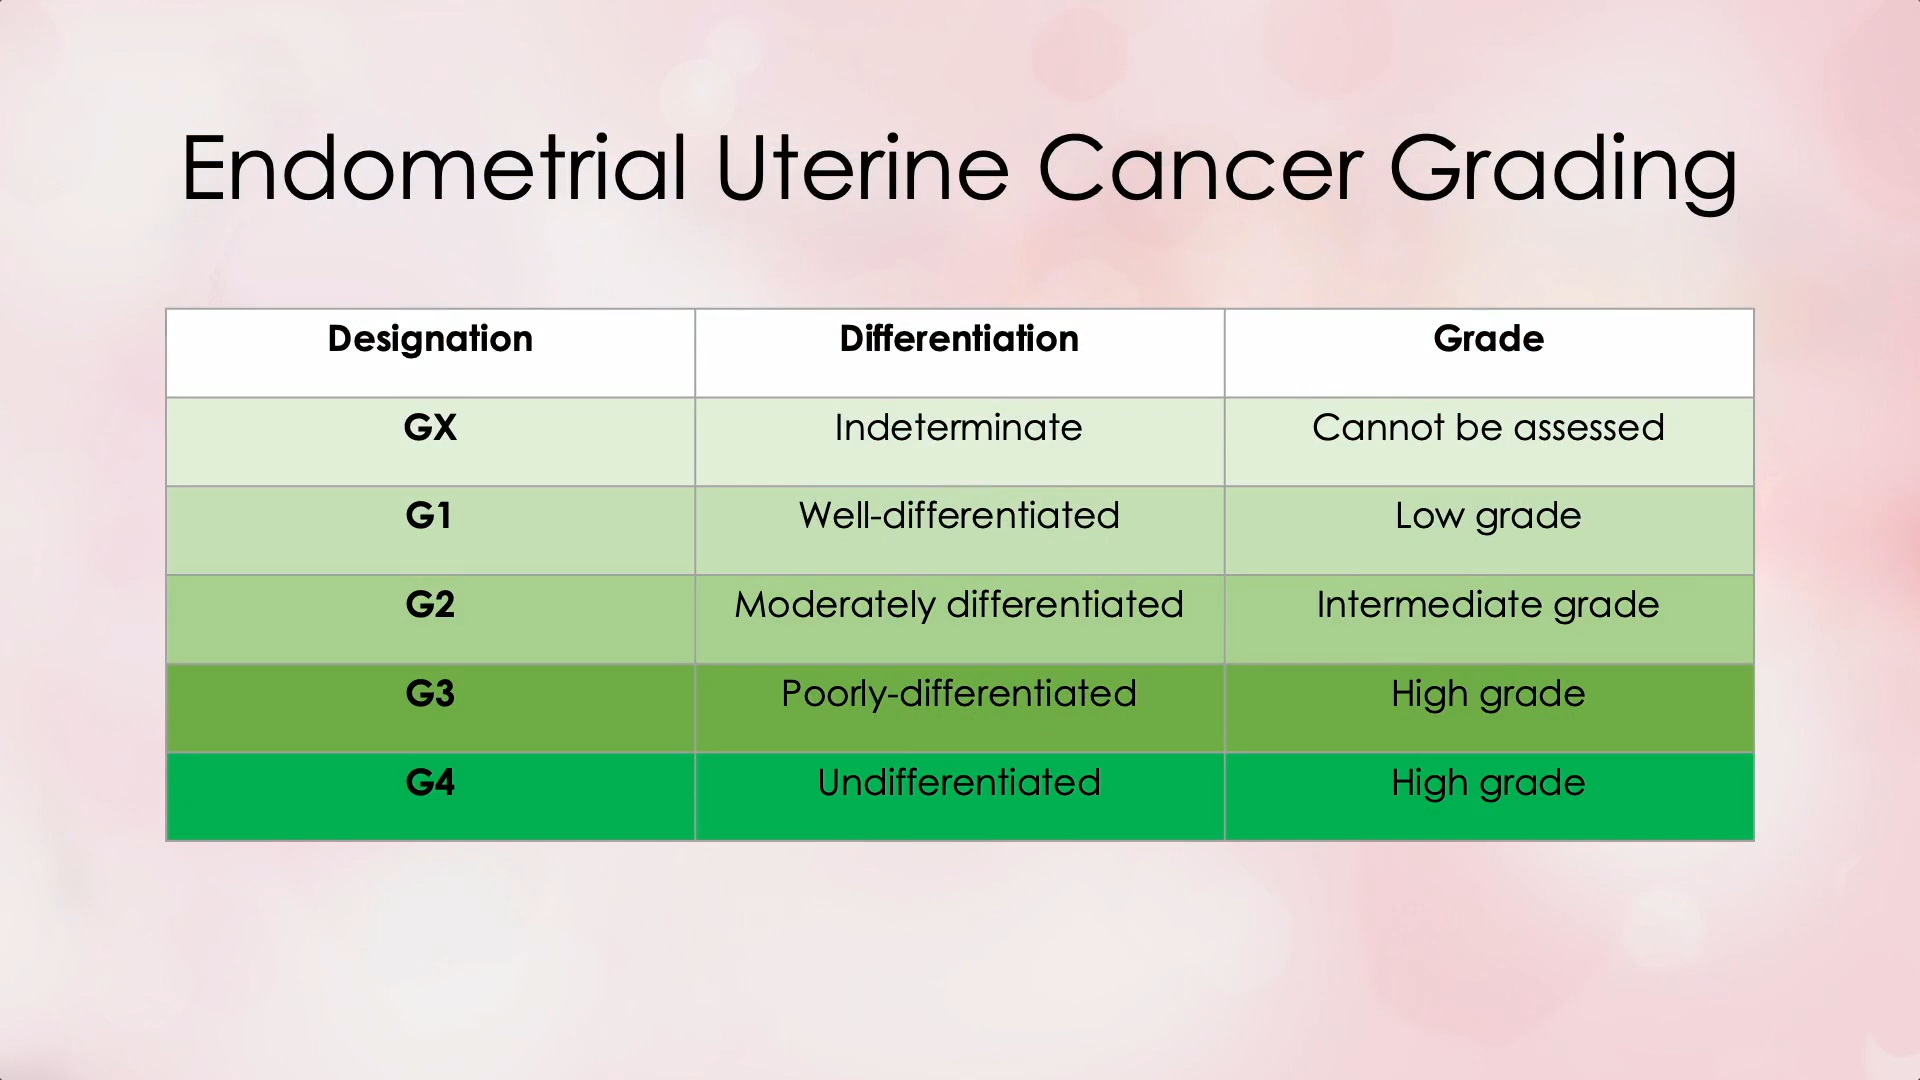 Endometrial Uterine Cancer Grading
Designation Differentiation Grade
GX Indeterminate Cannot be assessed
G1 Well-differentiated Low grade
G2 Moderately differentiated Intermediate grade
G3 Poorly-differentiated High grade
G4 Undifferentiated High grade